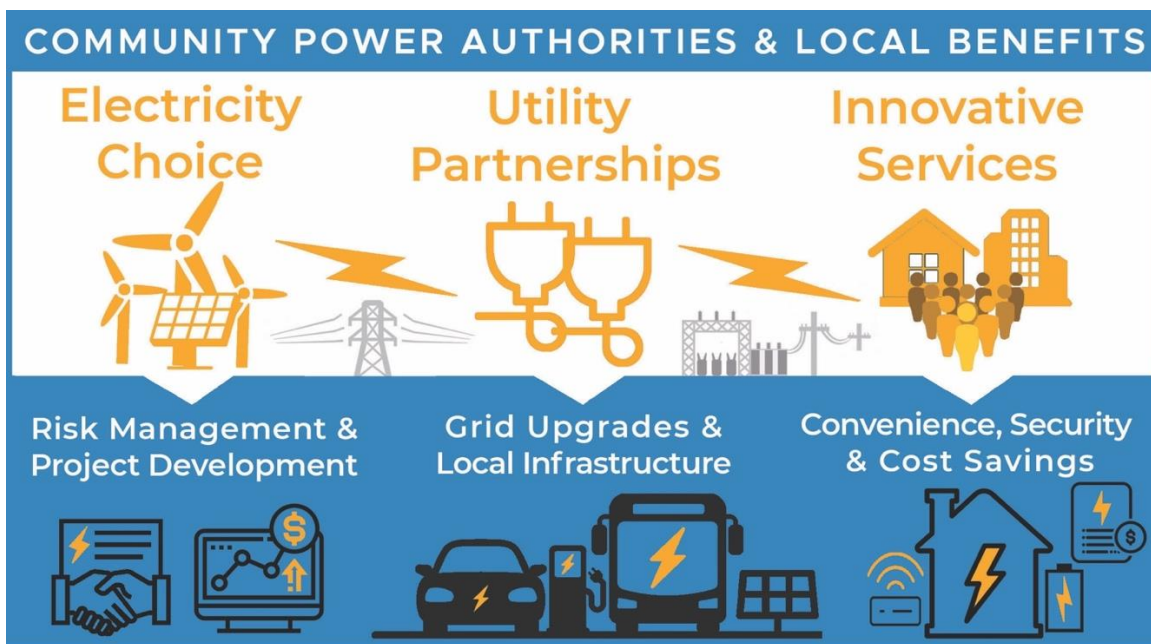 COMMUNITY POWER AUTHORITIES & LOCAL BENEFITS
Electricity
Choice
Utility
Partnerships
Innovative
Services
Risk Management &
Project Development
Grid Upgrades &
Local Infrastructure
Convenience, Security
& Cost Savings
$
$